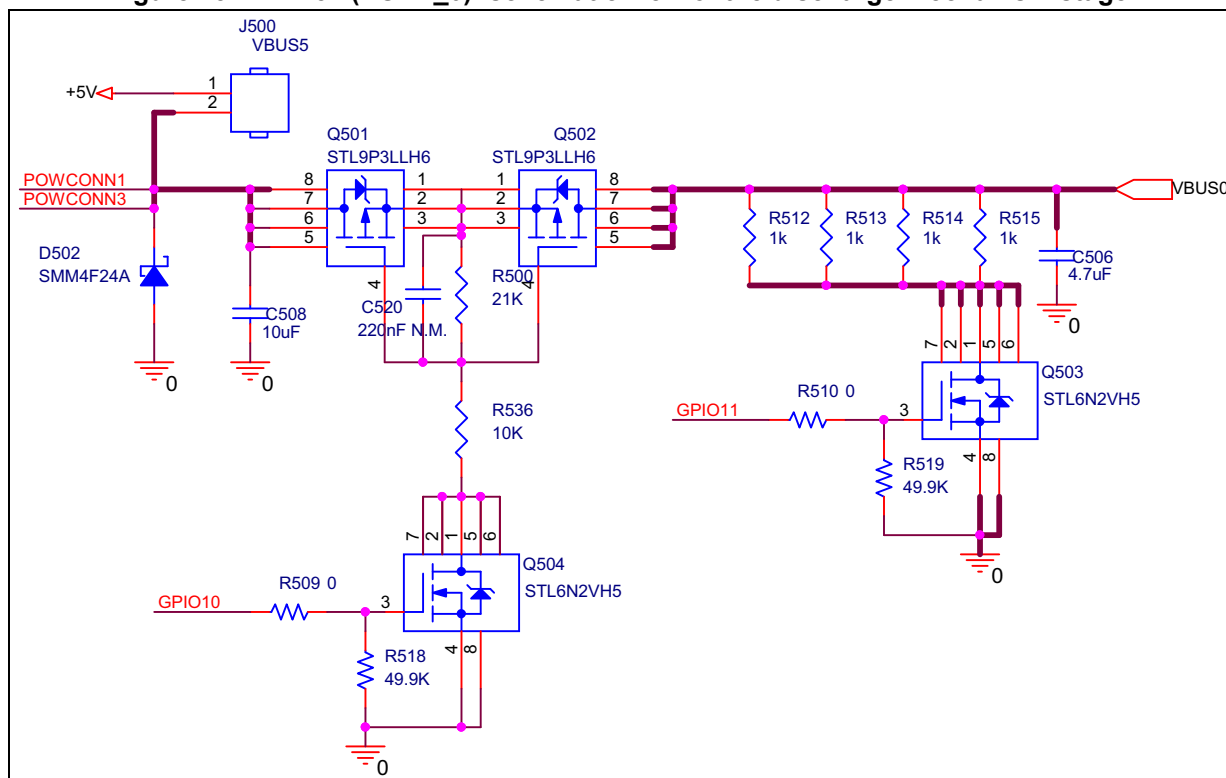 J500
VBUS5
+5V
1
2
Q501
STL9P3LLH6
Q502
STL9P3LLH6
POWCONN1
POWCONN3
8
7
6
5
1
2
3
4
1
2
3
4
8
7
6
5
VBUS0
R512
1k
R513
1k
R514
1k
R515
1k
C506
4.7uF
0
D502
SMM4F24A
0
C508
10uF
0
C520
220nF N.M.
R500
21K
R536
10K
7
2
1
5
6
Q503
STL6N2VH5
GPIO11
R510 0
3
4
8
R519
49.9K
0
7
2
1
5
6
Q504
STL6N2VH5
GPIO10
R509 0
3
4
8
R518
49.9K
0